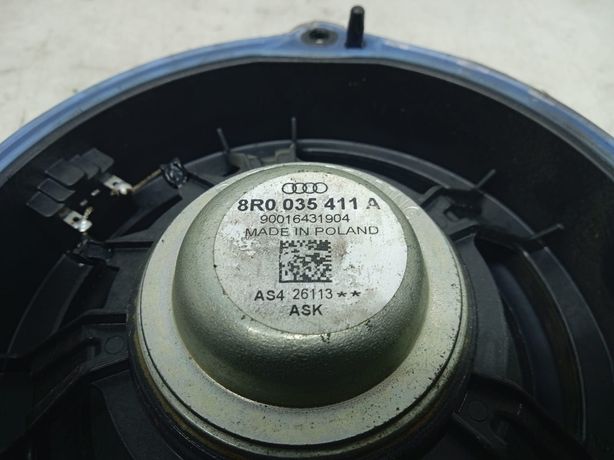 8R0 035 411 A
90016431904
MADE IN POLAND
AS4 26113 **
ASK